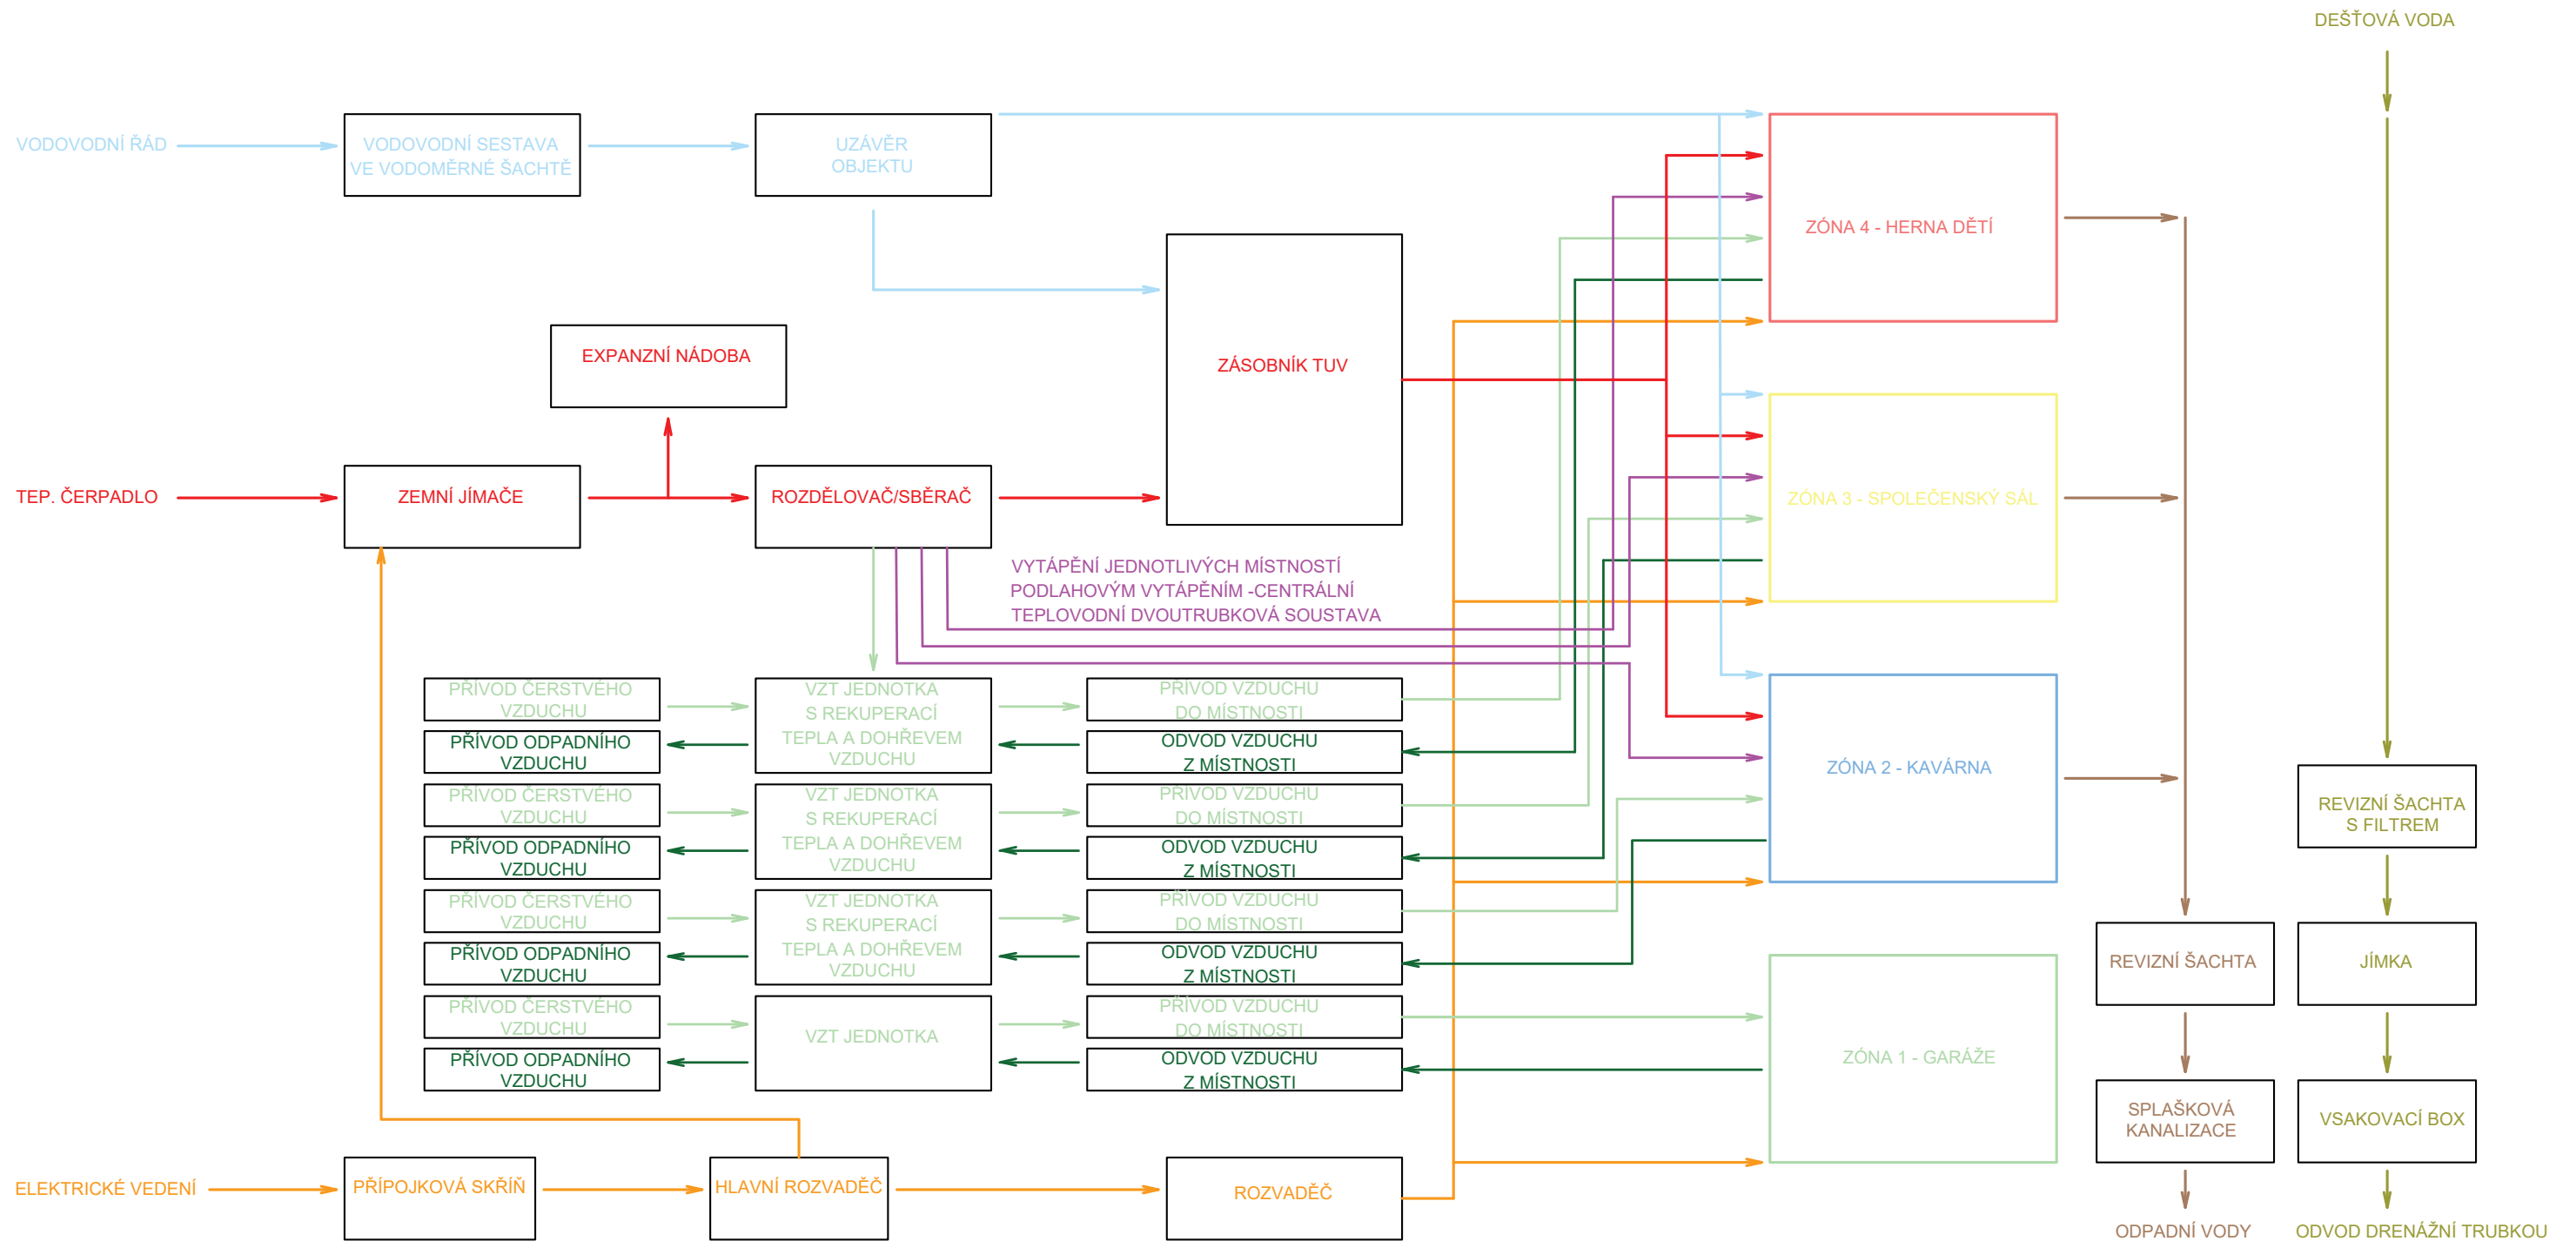 DEŠŤOVÁ VODA
VODOVODNÍ ŘÁD
VODOVODNÍ SESTAVA
VE VODOMĚRNÉ ŠACHTĚ
UZÁVĚR
OBJEKTU
ZÓNA 4 - HERNA DĚTÍ
EXPANZNÍ NÁDOBA
ZÁSOBNÍK TUV
TEP. ČERPADLO
ZEMNÍ JÍMAČE
ROZDĚLOVAČ/SBĚRAČ
ZÓNA 3 - SPOLEČENSKÝ SÁL
VYTÁPĚNÍ JEDNOTLIVÝCH MÍSTNOSTÍ
PODLAHOVÝM VYTÁPĚNÍM -CENTRÁLNÍ
TEPLOVODNÍ DVOUTRUBKOVÁ SOUSTAVA
PŘÍVOD ČERSTVÉHO
VZDUCHU
PŘÍVOD ODPADNÍHO
VZDUCHU
VZT JEDNOTKA
S REKUPERACÍ
TEPLA A DOHŘEVEM
VZDUCHU
PŘÍVOD VZDUCHU
DO MÍSTNOSTI
ODVOD VZDUCHU
Z MÍSTNOSTI
ZÓNA 2 - KAVÁRNA
REVIZNÍ ŠACHTA
S FILTREM
PŘÍVOD ČERSTVÉHO
VZDUCHU
PŘÍVOD ODPADNÍHO
VZDUCHU
VZT JEDNOTKA
S REKUPERACÍ
TEPLA A DOHŘEVEM
VZDUCHU
PŘÍVOD VZDUCHU
DO MÍSTNOSTI
ODVOD VZDUCHU
Z MÍSTNOSTI
PŘÍVOD ČERSTVÉHO
VZDUCHU
PŘÍVOD ODPADNÍHO
VZDUCHU
VZT JEDNOTKA
S REKUPERACÍ
TEPLA A DOHŘEVEM
VZDUCHU
PŘÍVOD VZDUCHU
DO MÍSTNOSTI
ODVOD VZDUCHU
Z MÍSTNOSTI
REVIZNÍ ŠACHTA
JÍMKA
PŘÍVOD ČERSTVÉHO
VZDUCHU
PŘÍVOD ODPADNÍHO
VZDUCHU
VZT JEDNOTKA
PŘÍVOD VZDUCHU
DO MÍSTNOSTI
ODVOD VZDUCHU
Z MÍSTNOSTI
ZÓNA 1 - GARÁŽE
SPLAŠKOVÁ
KANALIZACE
VSAKOVACÍ BOX
ELEKTRICKÉ VEDENÍ
PŘÍPOJKOVÁ SKŘÍŇ
HLAVNÍ ROZVADĚČ
ROZVADĚČ
ODPADNÍ VODY
ODVOD DRENÁŽNÍ TRUBKOU